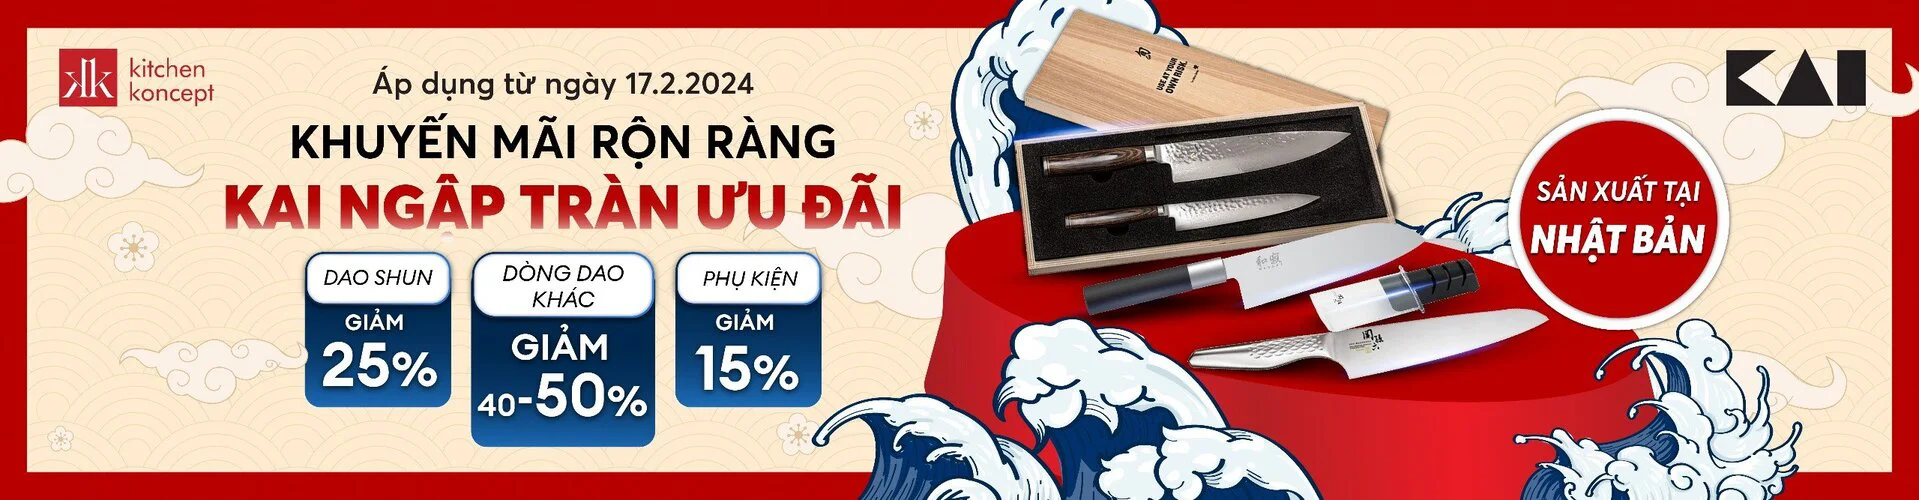 kitchen
koncept
Áp dụng từ ngày 17.2.2024
KHUYẾN MÃI RỘN RÀNG
KAI NGẬP TRÀN ƯU ĐÃI
DAO SHUN
GIẢM
25%
DÒNG DAO
KHÁC
GIẢM
40-50%
PHỤ KIỆN
GIẢM
15%
USE AT YOUR
OWN RISK.
KAI
SẢN XUẤT TẠI
NHẬT BẢN